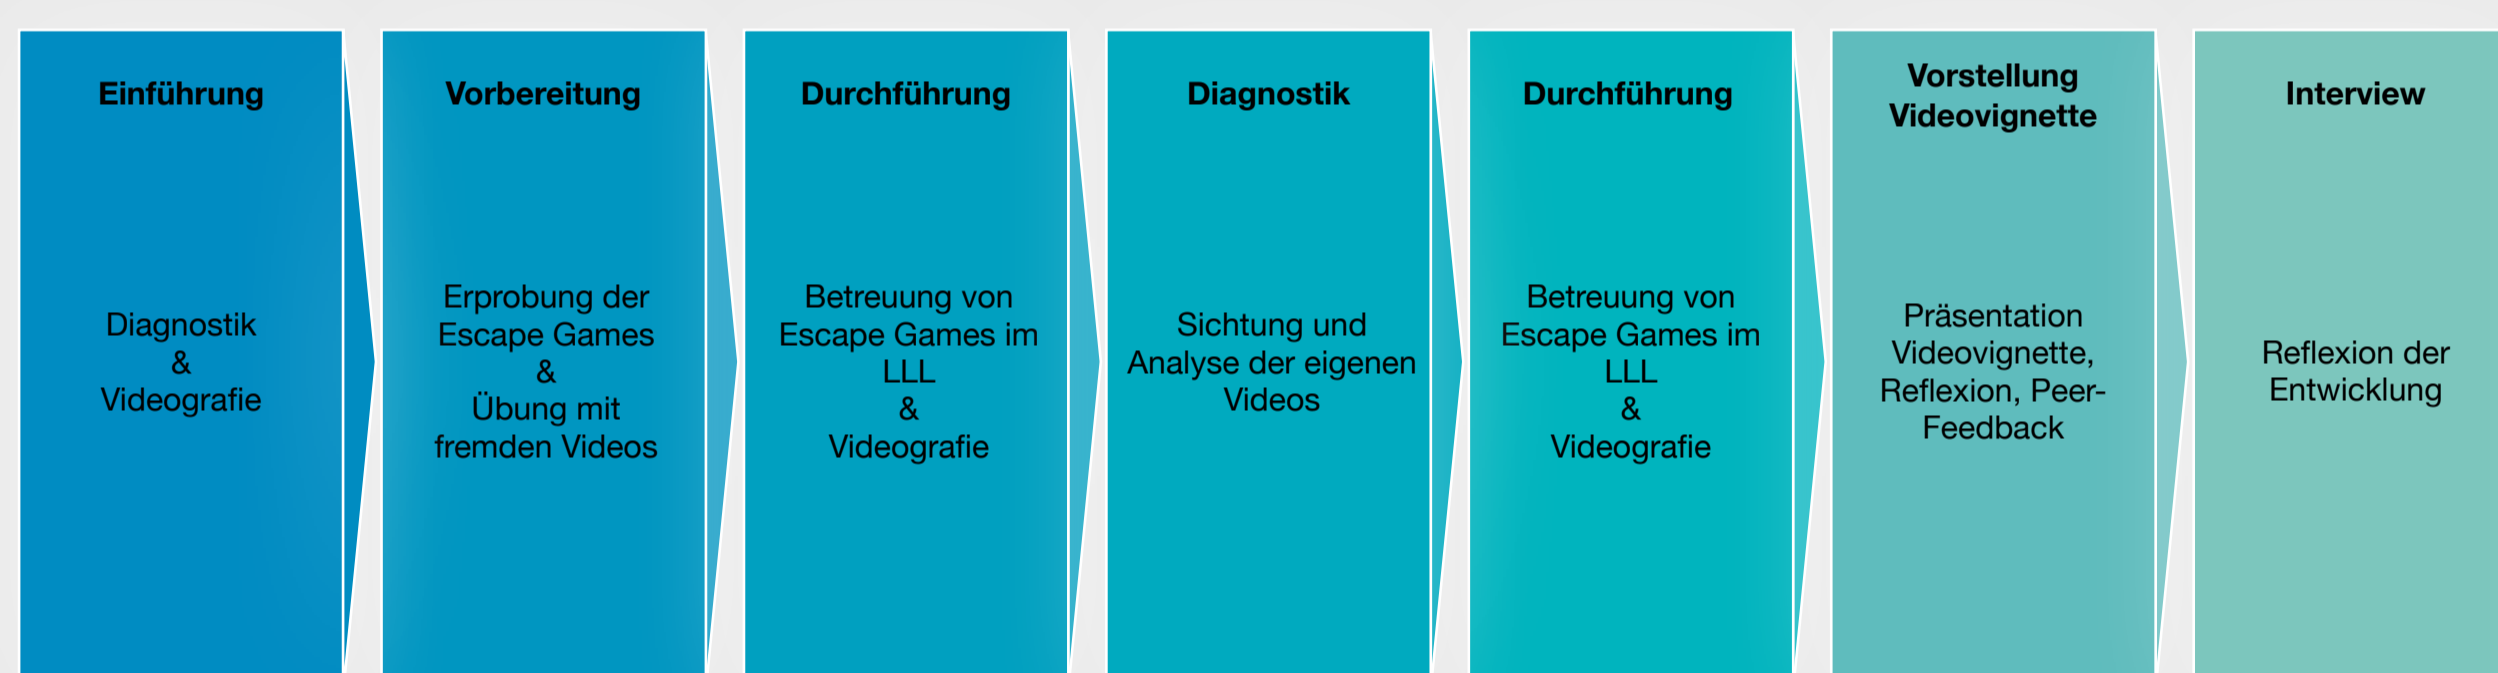 Einführung
Diagnostik
&
Videografie
Vorbereitung
Erprobung der
Escape Games
&
Übung mit
fremden Videos
Durchführung
Betreuung von
Escape Games im
LLL
&
Videografie
Diagnostik
Sichtung und
Analyse der eigenen
Videos
Durchführung
Betreuung von
Escape Games im
LLL
&
Videografie
Vorstellung
Videovignette
Präsentation
Videovignette,
Reflexion, Peer-
Feedback
Interview
Reflexion der
Entwicklung